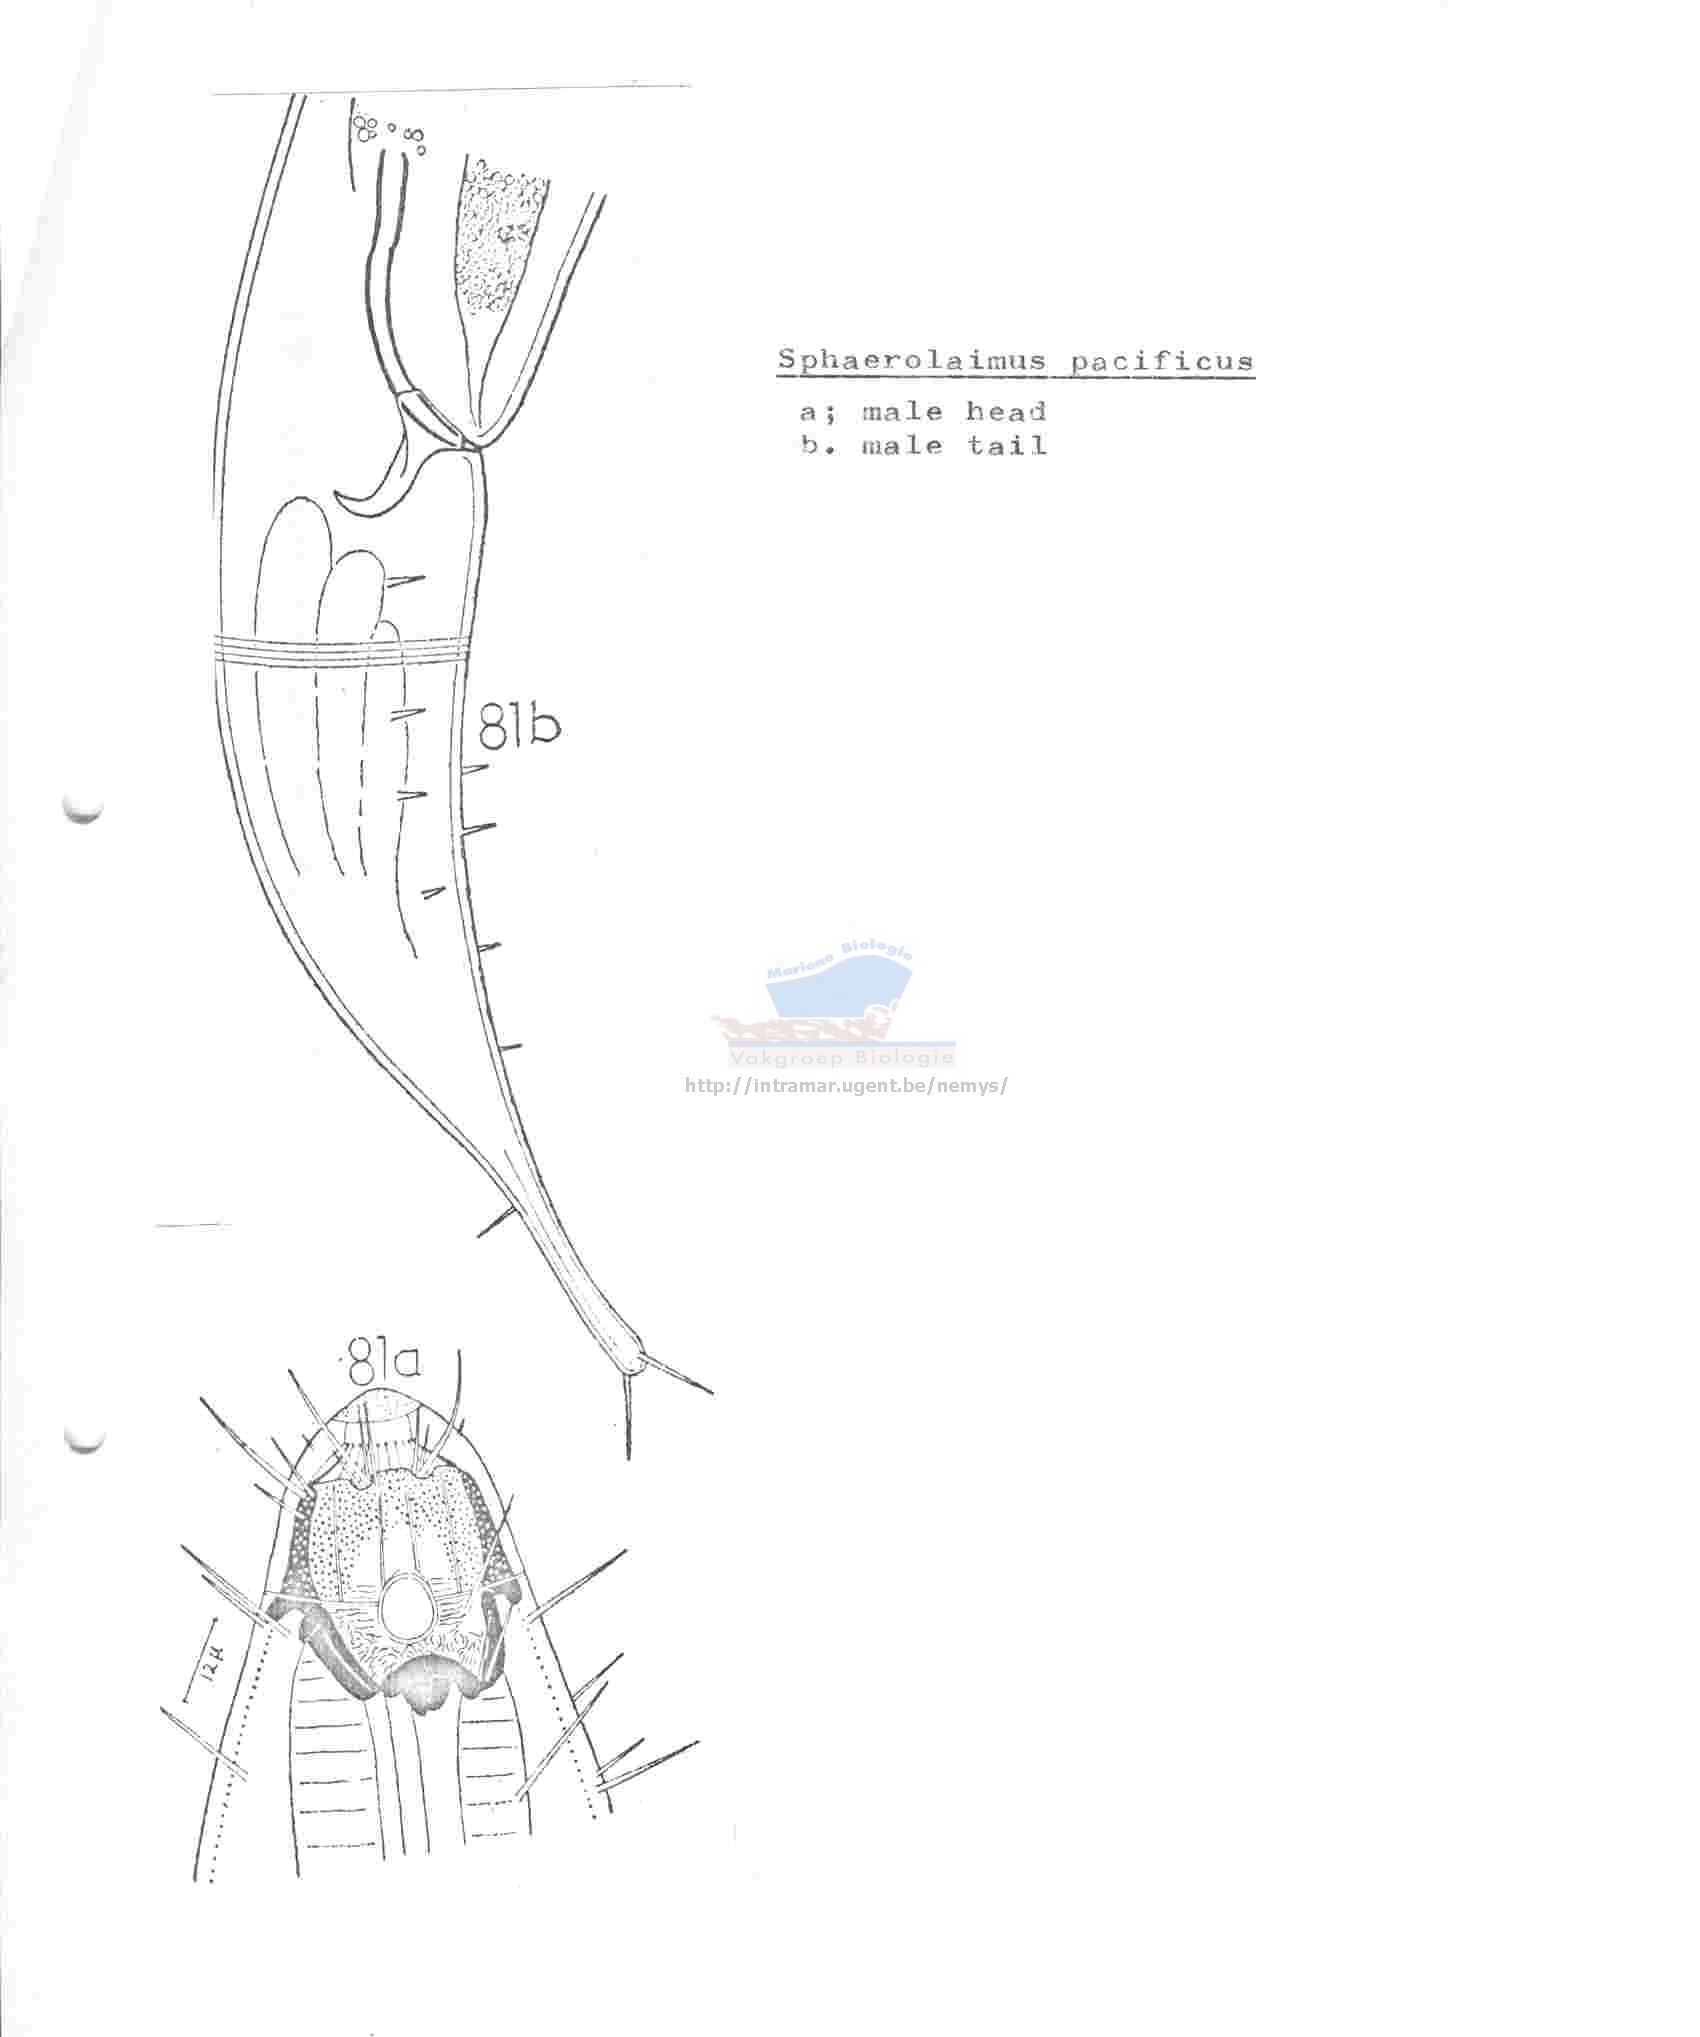 Sphaerolaimus pacificus
a; male head
b. male tail
81b
Mariene Biologie
Vakgroep Biologie
http://intramar.ugent.be/nemys/
81a
12µ